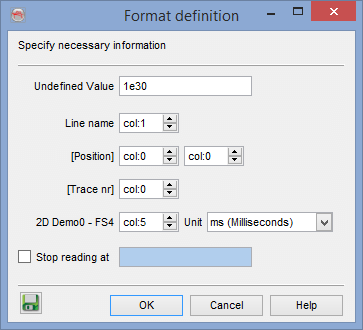 Format definition
Specify necessary information
Undefined Value 1e30
Line name col:1
[Position] col:0 col:0
[Trace nr] col:0
2D Demo0 - FS4 col:5 Unit ms (Milliseconds)
Stop reading at
OK Cancel Help